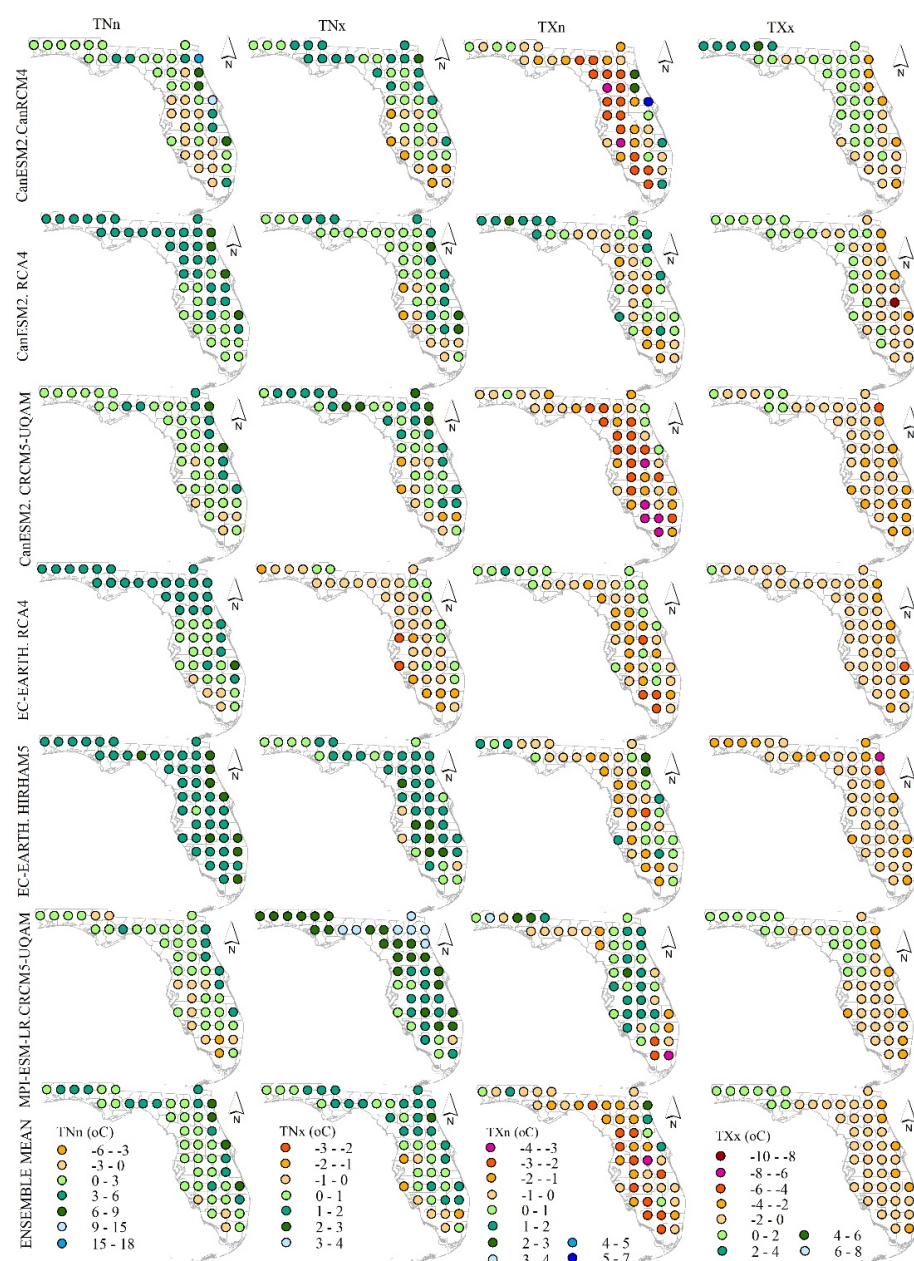 TNn TNx TXn TXx
CanESM2.CanRCM4
N N N N
CanESM2. RCA4
N N N N
CanESM2. CRCM5-UQAM
N N N N
EC-EARTH. RCA4
N N N N
EC-EARTH. HIRHAM5
N N N N
MPI-ESM-LR.CRCM5-UQAM
N N N N
ENSEMBLE MEAN
N N N N
TNn (oC)
-6 - -3
-3 - 0
0 - 3
3 - 6
6 - 9
9 - 15
15 - 18
TNx (oC)
-3 - -2
-2 - -1
-1 - 0
0 - 1
1 - 2
2 - 3
3 - 4
TXn (oC)
-4 - -3
-3 - -2
-2 - -1
-1 - 0
0 - 1
1 - 2
2 - 3
3 - 4
4 - 5
5 - 7
TXx (oC)
-10 - -8
-8 - -6
-6 - -4
-4 - -2
-2 - 0
0 - 2
2 - 4
4 - 6
6 - 8